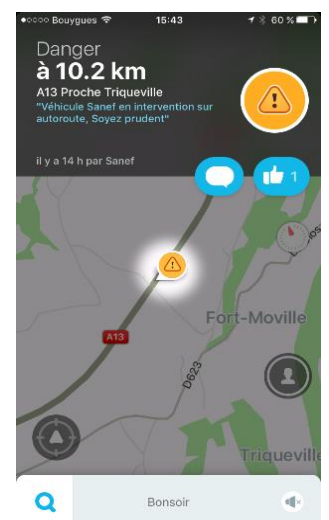 Bouygues 15:43 60 %
Danger
à 10.2 km
A13 Proche Triqueville
"Véhicule Sanef en intervention sur
autoroute, Soyez prudent"
il y a 14 h par Sanef
1
Fort-Moville
A13
D623
Triqueville
Bonsoir